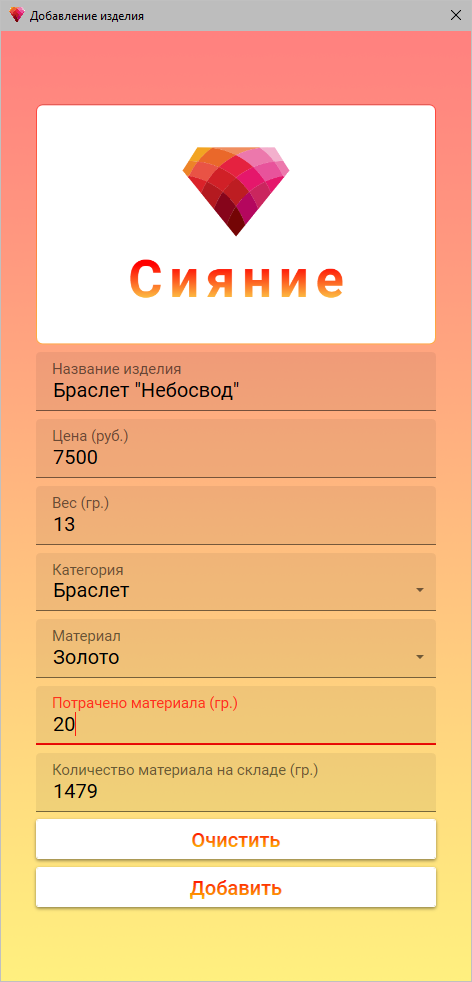 Добавление изделия
Сияние
Название изделия
Браслет "Небосвод"
Цена (руб.)
7500
Вес (гр.)
13
Категория
Браслет
Материал
Золото
Потрачено материала (гр.)
20
Количество материала на складе (гр.)
1479
Очистить
Добавить